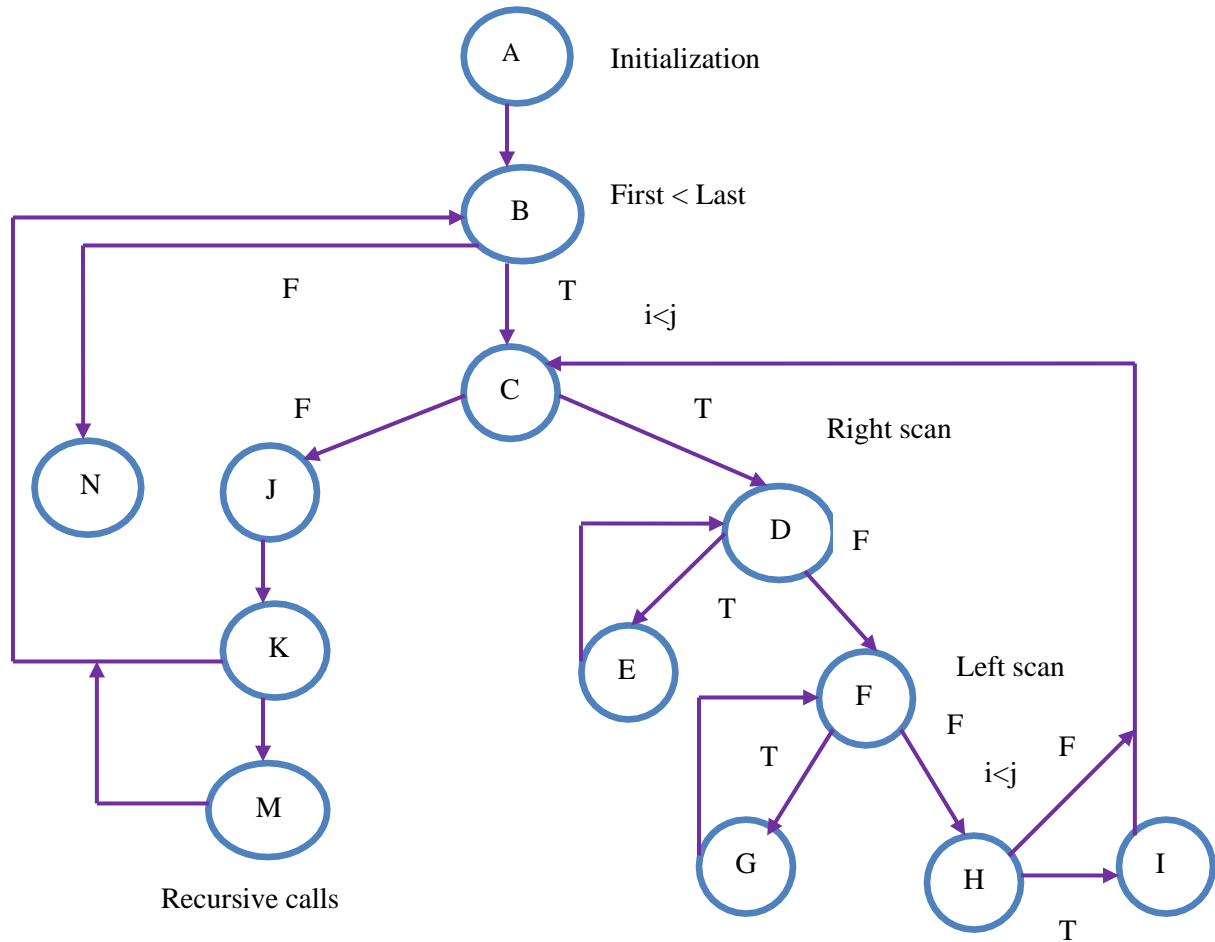 A
Initialization
B
First < Last
F
T
i<j
C
F
T
Right scan
N
J
D
F
T
K
E
Left scan
F
F
T
i<j
F
M
G
H
I
Recursive calls
T